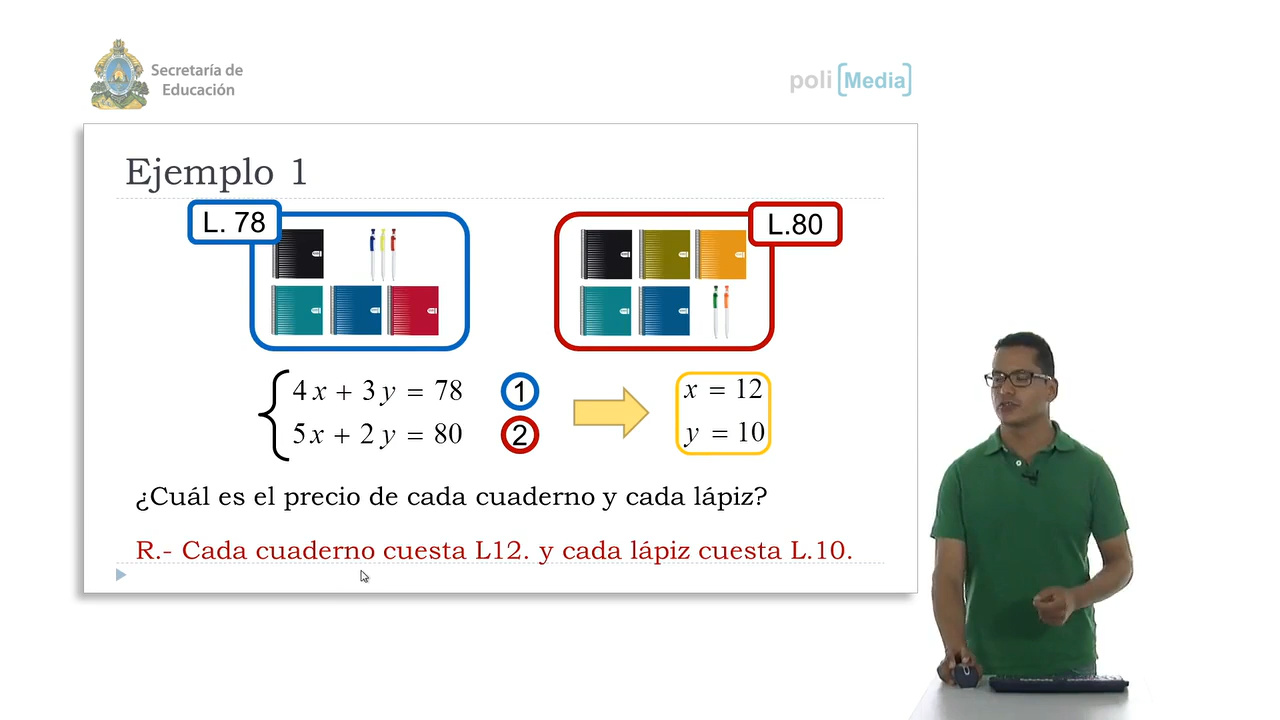 Secretaría de
Educación
poli [Media]
Ejemplo 1
L. 78
L.80
4x + 3y = 78
1
x = 12
5x + 2y = 80
2
y = 10
¿Cuál es el precio de cada cuaderno y cada lápiz?
R.- Cada cuaderno cuesta L12. y cada lápiz cuesta L.10.